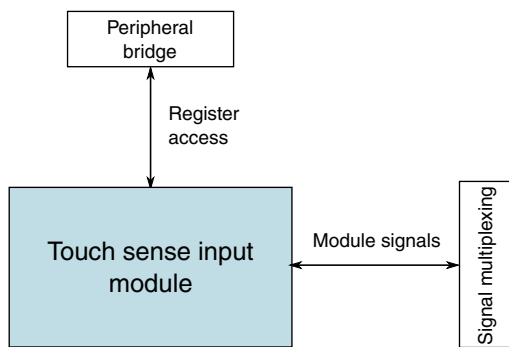 Peripheral
bridge
Register
access
Touch sense input
module
Module signals
Signal multiplexing